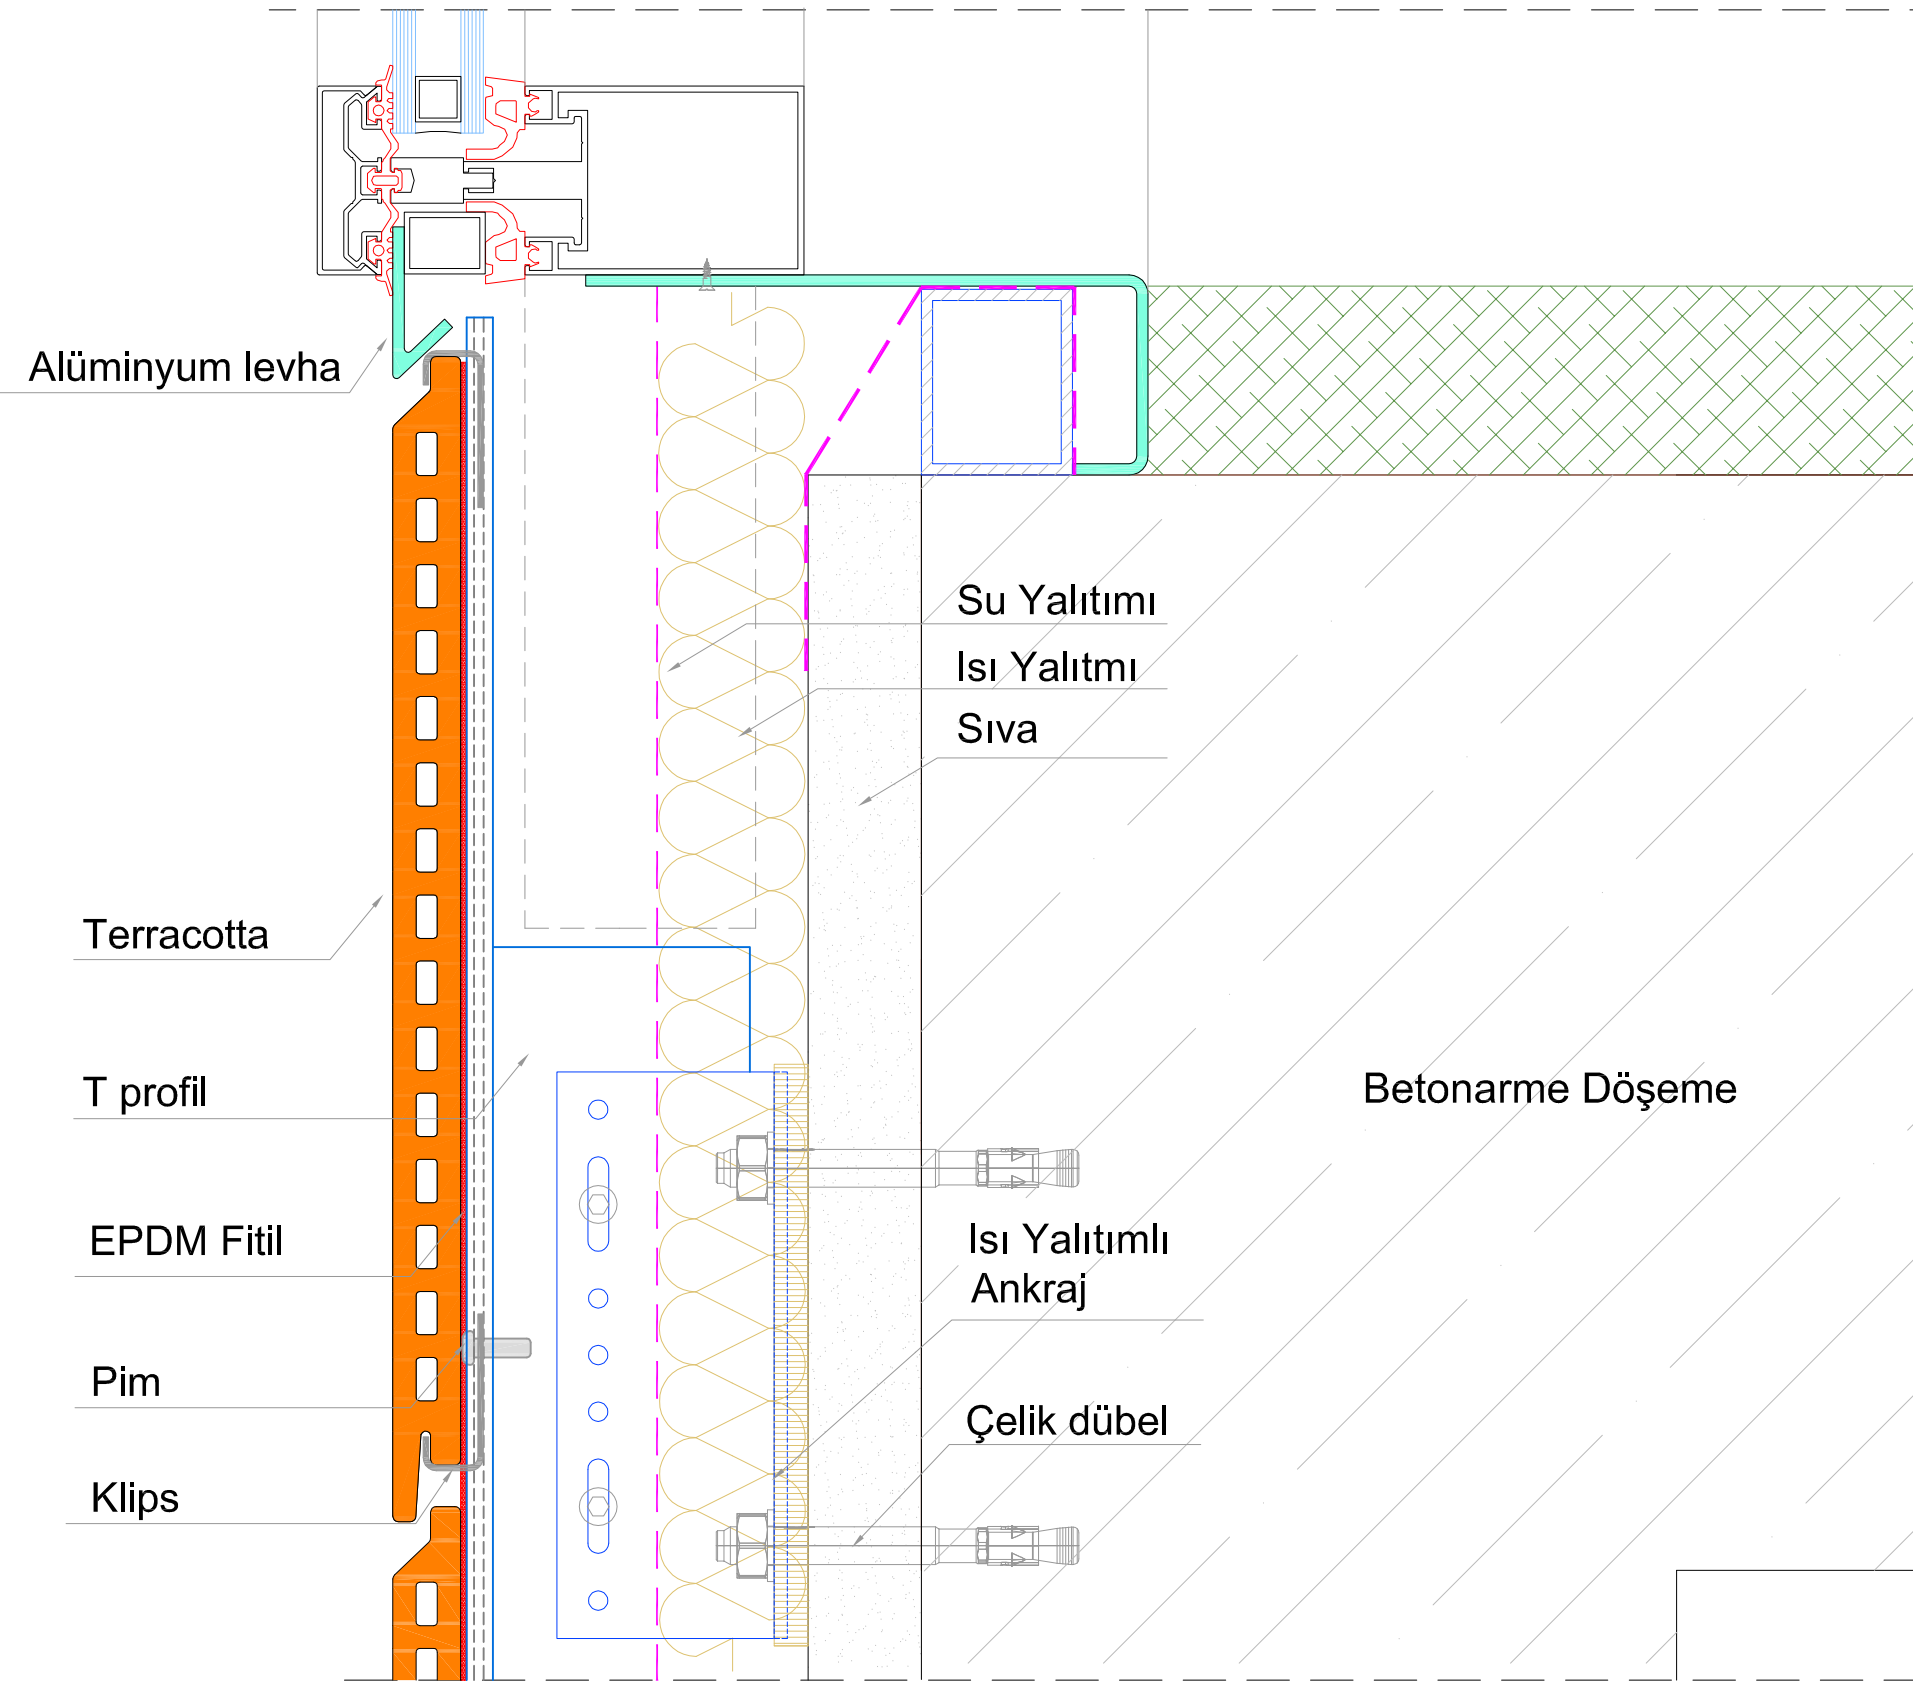 Alüminyum levha
Su Yalıtımı
Isı Yalıtmı
Sıva
Terracotta
T profil
Betonarme Döşeme
EPDM Fitil
Isı Yalıtımlı
Ankraj
Pim
Çelik dübel
Klips